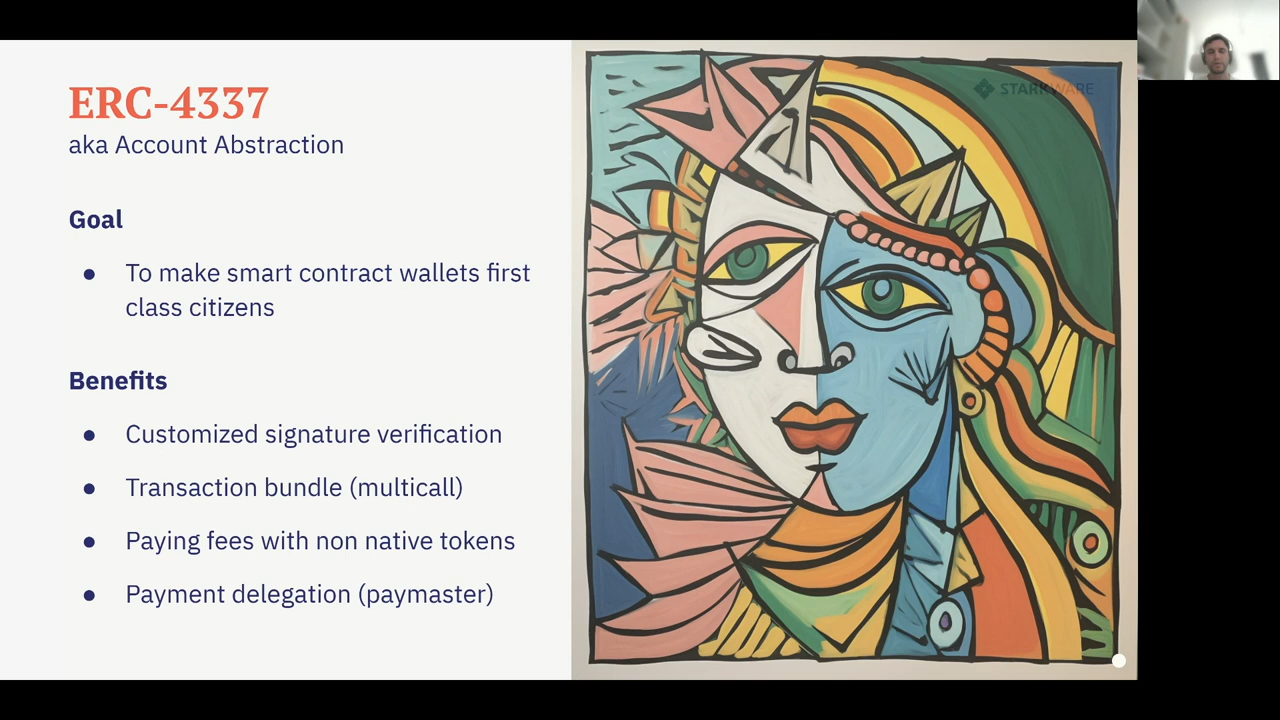 ERC-4337
aka Account Abstraction
STARKWARE
Goal
● To make smart contract wallets first
class citizens
Benefits
● Customized signature verification
● Transaction bundle (multicall)
● Paying fees with non native tokens
● Payment delegation (paymaster)